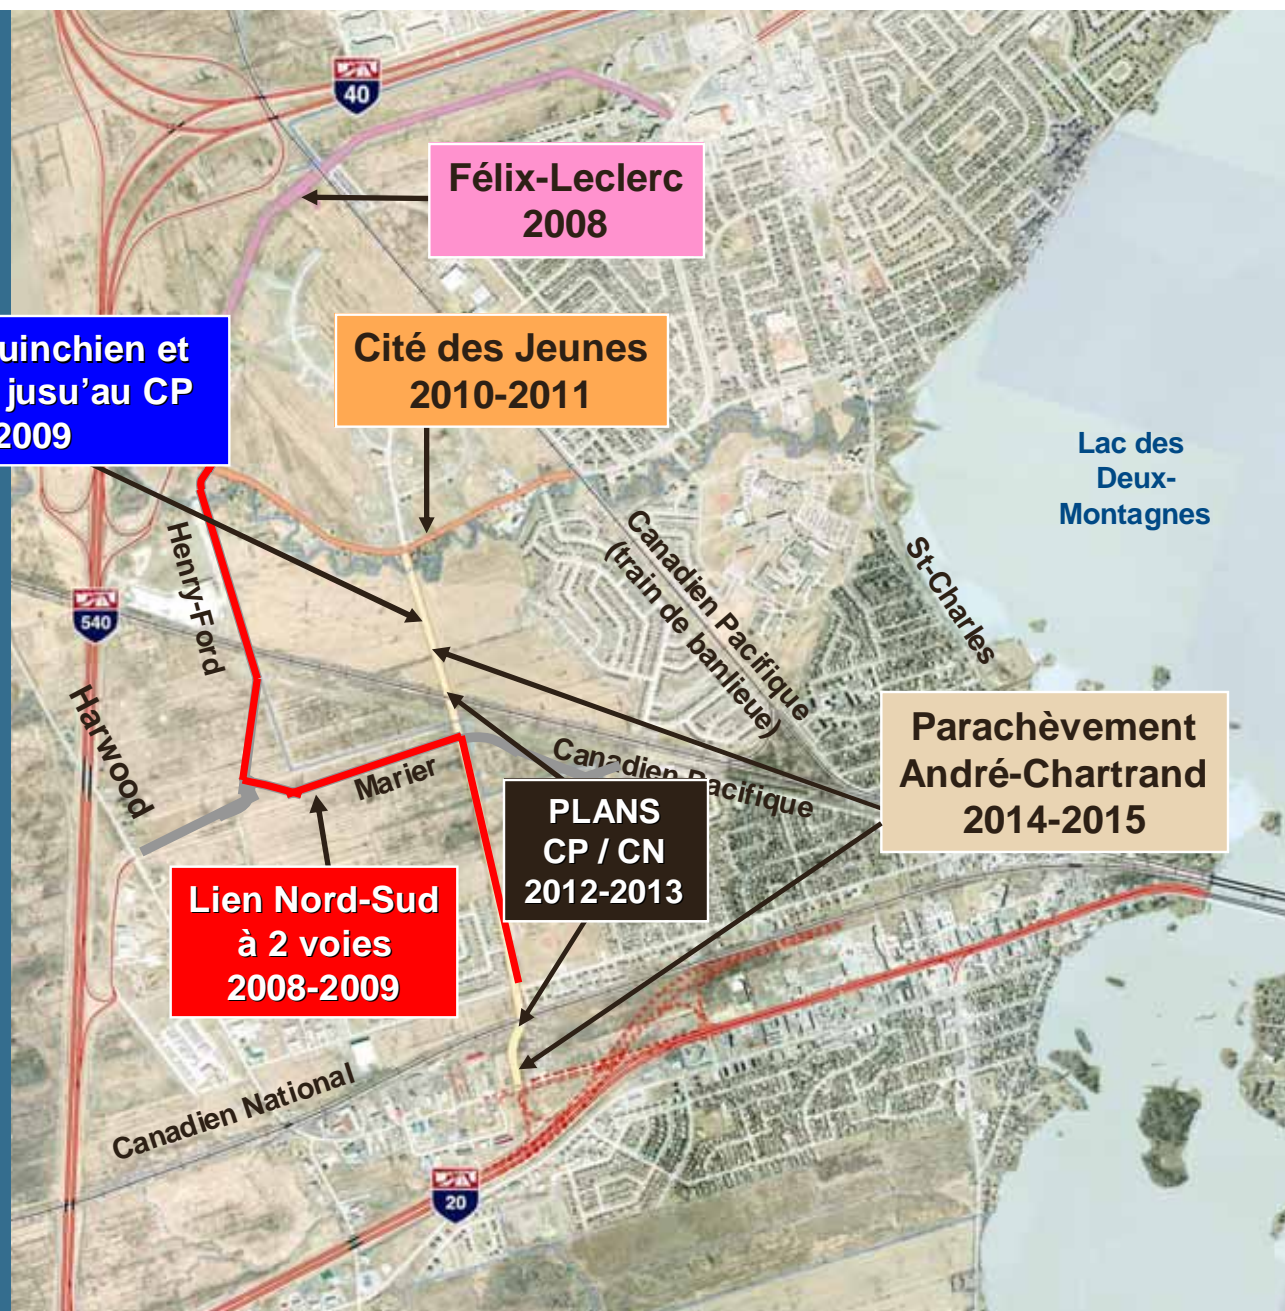 40
Félix-Leclerc
2008
uinchien et
jusu'au CP
2009
Cité des Jeunes
2010-2011
Lac des
Deux-
Montagnes
Henry-Ford
Canadien Pacifique
(train de banlieue)
St-Charles
540
Harwood
Marier
Canadien Pacifique
Parachèvement
André-Chartrand
2014-2015
PLANS
CP / CN
2012-2013
Lien Nord-Sud
à 2 voies
2008-2009
Canadien National
20